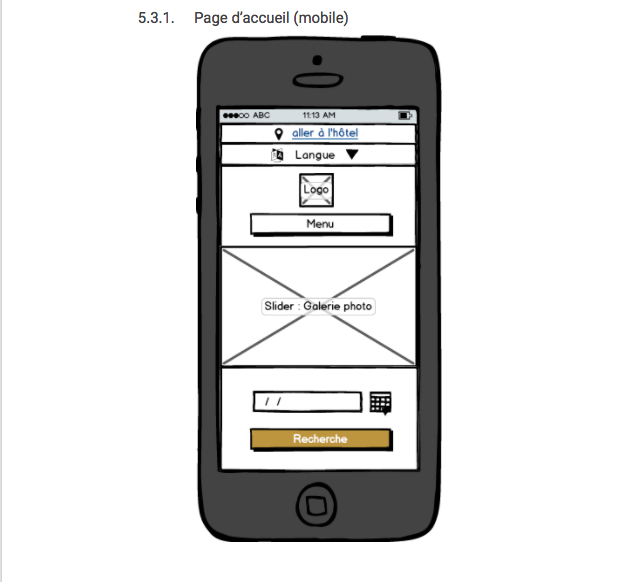 5.3.1. Page d’accueil (mobile)
ABC 11:13 AM
aller à l'hôtel
Langue
Logo
Menu
Slider : Galerie photo
/ /
Recherche